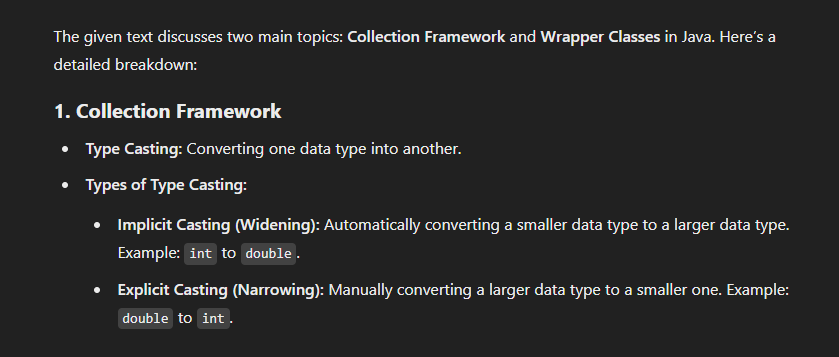 The given text discusses two main topics: Collection Framework and Wrapper Classes in Java. Here's a
detailed breakdown:
1. Collection Framework
• Type Casting: Converting one data type into another.
• Types of Type Casting:
• Implicit Casting (Widening): Automatically converting a smaller data type to a larger data type.
Example: int to double.
• Explicit Casting (Narrowing): Manually converting a larger data type to a smaller one. Example:
double to int.